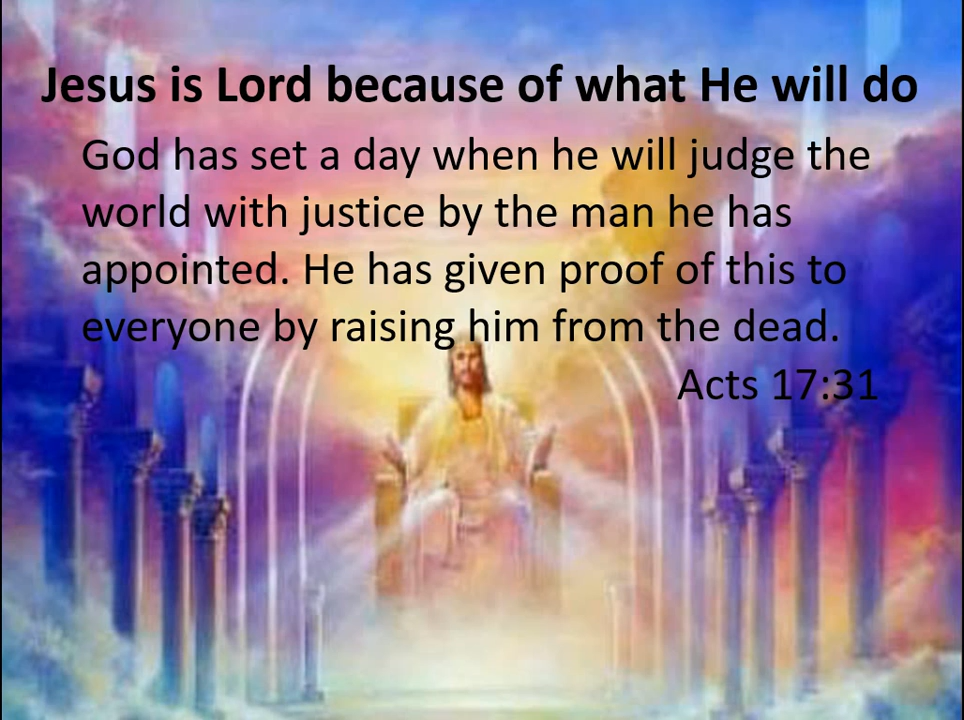 Jesus is Lord because of what He will do
God has set a day when he will judge the
world with justice by the man he has
appointed. He has given proof of this to
everyone by raising him from the dead.
Acts 17:31